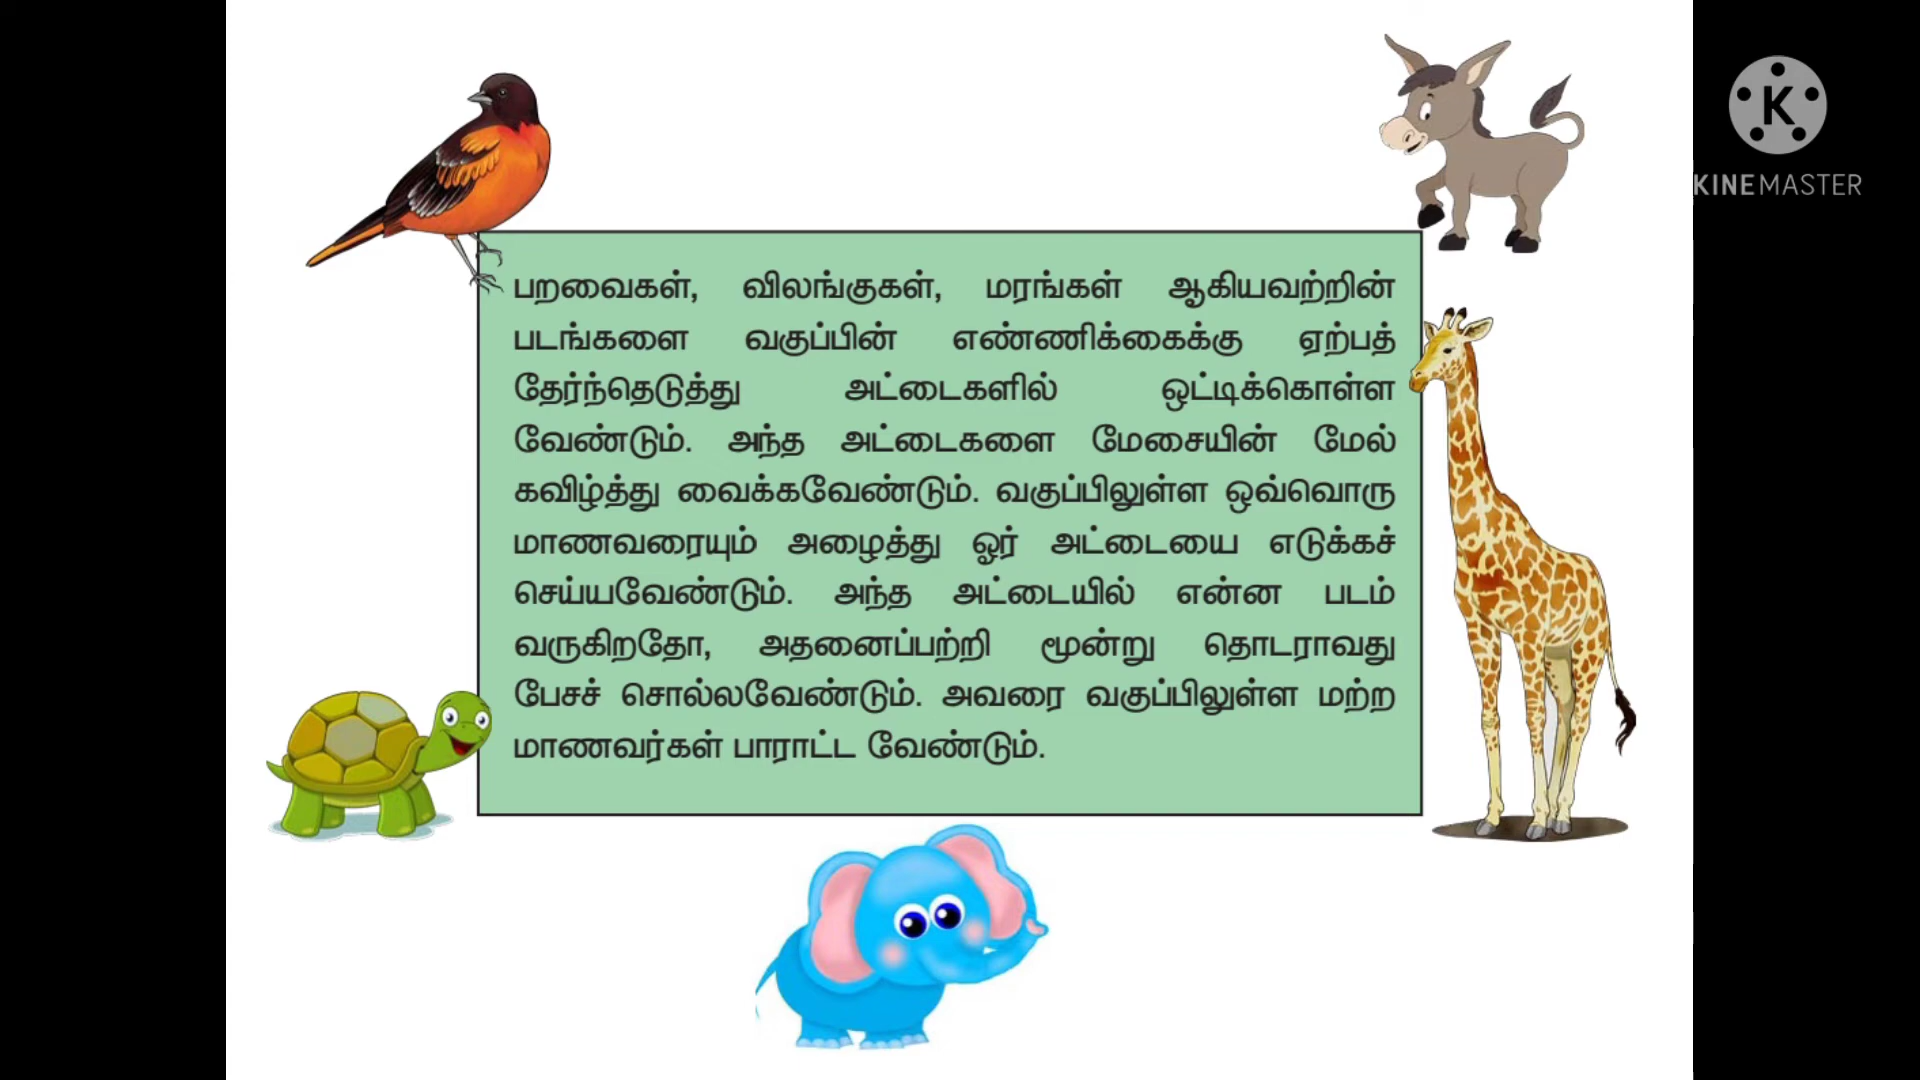 பறவைகள், விலங்குகள், மரங்கள் ஆகியவற்றின்
படங்களை வகுப்பின் எண்ணிக்கைக்கு ஏற்பத்
தேர்ந்தெடுத்து அட்டைகளில் ஒட்டிக்கொள்ள
வேண்டும். அந்த அட்டைகளை மேசையின் மேல்
கவிழ்த்து வைக்கவேண்டும். வகுப்பிலுள்ள ஒவ்வொரு
மாணவரையும் அழைத்து ஓர் அட்டையை எடுக்கச்
செய்யவேண்டும். அந்த அட்டையில் என்ன படம்
வருகிறதோ, அதனைப்பற்றி மூன்று தொடராவது
பேசச் சொல்லவேண்டும். அவரை வகுப்பிலுள்ள மற்ற
மாணவர்கள் பாராட்ட வேண்டும்.
K
KINEMASTER